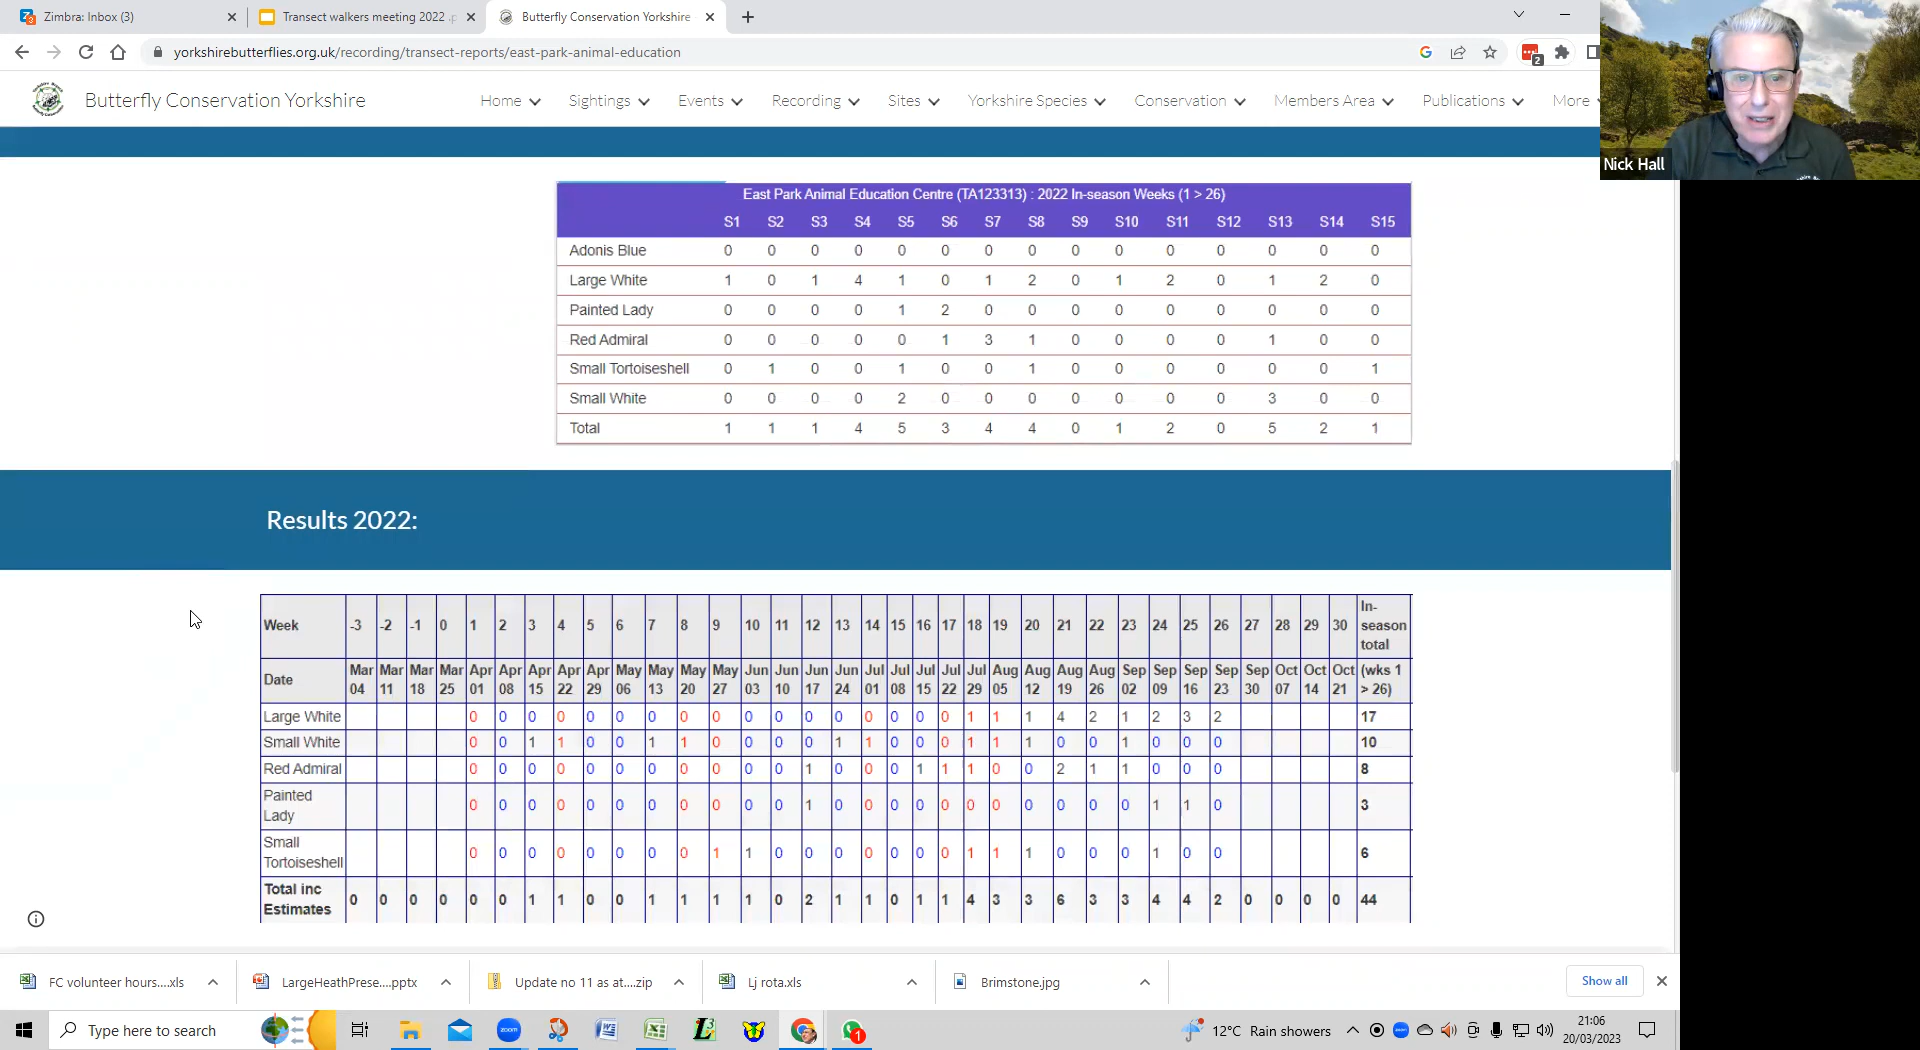 Zimbra: Inbox (3)
Transect walkers meeting 2022 .p
Butterfly Conservation Yorkshire
yorkshirebutterflies.org.uk/recording/transect-reports/east-park-animal-education
2
Butterfly Conservation Yorkshire
Home Sightings Events Recording Sites Yorkshire Species Conservation Members Area Publications More
Nick Hall
East Park Animal Education Centre (TA123313) : 2022 In-season Weeks (1 > 26)
S1 S2 S3 S4 S5 S6 S7 S8 S9 S10 S11 S12 S13 S14 S15
Adonis Blue 0 0 0 0 0 0 0 0 0 0 0 0 0 0 0
Large White 1 0 1 4 1 0 1 2 0 1 2 0 1 2 0
Painted Lady 0 0 0 0 1 2 0 0 0 0 0 0 0 0 0
Red Admiral 0 0 0 0 0 1 3 1 0 0 0 0 1 0 0
Small Tortoiseshell 0 1 0 0 1 0 0 1 0 0 0 0 0 0 1
Small White 0 0 0 0 2 0 0 0 0 0 0 0 3 0 0
Total 1 1 1 4 5 3 4 4 0 1 2 0 5 2 1
Results 2022:
Week -3 -2 -1 0 1 2 3 4 5 6 7 8 9 10 11 12 13 14 15 16 17 18 19 20 21 22 23 24 25 26 27 28 29 30 In-season total
Date Mar 04 Mar 11 Mar 18 Mar 25 Apr 01 Apr 08 Apr 15 Apr 22 Apr 29 May 06 May 13 May 20 May 27 Jun 03 Jun 10 Jun 17 Jun 24 Jul 01 Jul 08 Jul 15 Jul 22 Jul 29 Aug 05 Aug 12 Aug 19 Aug 26 Sep 02 Sep 09 Sep 16 Sep 23 Sep 30 Oct 07 Oct 14 Oct 21 (wks 1 > 26)
Large White 0 0 0 0 0 0 0 0 0 0 0 0 0 0 0 0 0 1 1 1 4 2 1 2 3 2 17
Small White 0 0 1 1 0 0 1 1 0 0 0 0 1 1 0 0 0 1 1 1 0 0 1 0 0 0 10
Red Admiral 0 0 0 0 0 0 0 0 0 0 0 1 0 0 0 1 1 1 0 0 2 1 1 0 0 0 8
Painted Lady 0 0 0 0 0 0 0 0 0 0 0 1 0 0 0 0 0 0 0 0 0 0 0 1 1 0 3
Small Tortoiseshell 0 0 0 0 0 0 0 0 1 1 0 0 0 0 0 0 0 1 1 1 0 0 0 1 0 0 6
Total inc Estimates 0 0 0 0 0 0 1 1 0 0 1 1 1 1 0 2 1 1 0 1 1 4 3 3 6 3 3 4 4 2 0 0 0 0 44
FC volunteer hours....xls
LargeHeathPrese....pptx
Update no 11 as at....zip
Lj rota.xls
Brimstone.jpg
Show all
Type here to search
zoom
1
12°C Rain showers
21:06
20/03/2023